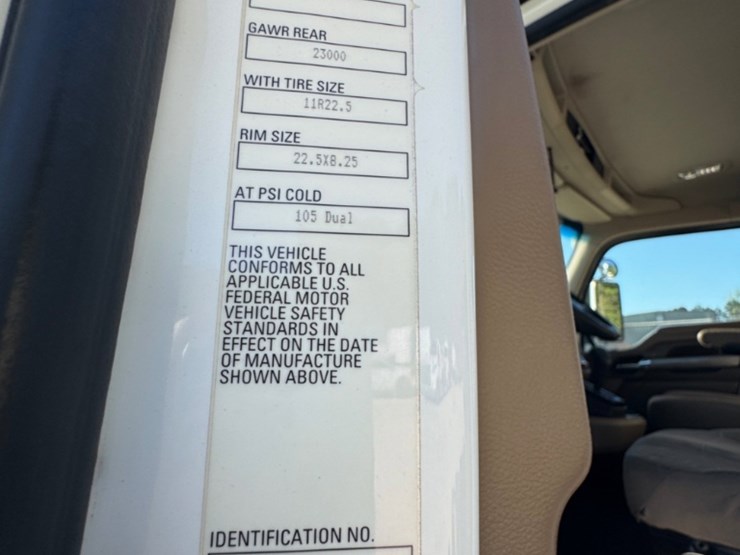 GAWR REAR
23000
WITH TIRE SIZE
11R22.5
RIM SIZE
22.5X8.25
AT PSI COLD
105 Dual
THIS VEHICLE
CONFORMS TO ALL
APPLICABLE U.S.
FEDERAL MOTOR
VEHICLE SAFETY
STANDARDS IN
EFFECT ON THE DATE
OF MANUFACTURE
SHOWN ABOVE.
IDENTIFICATION NO.